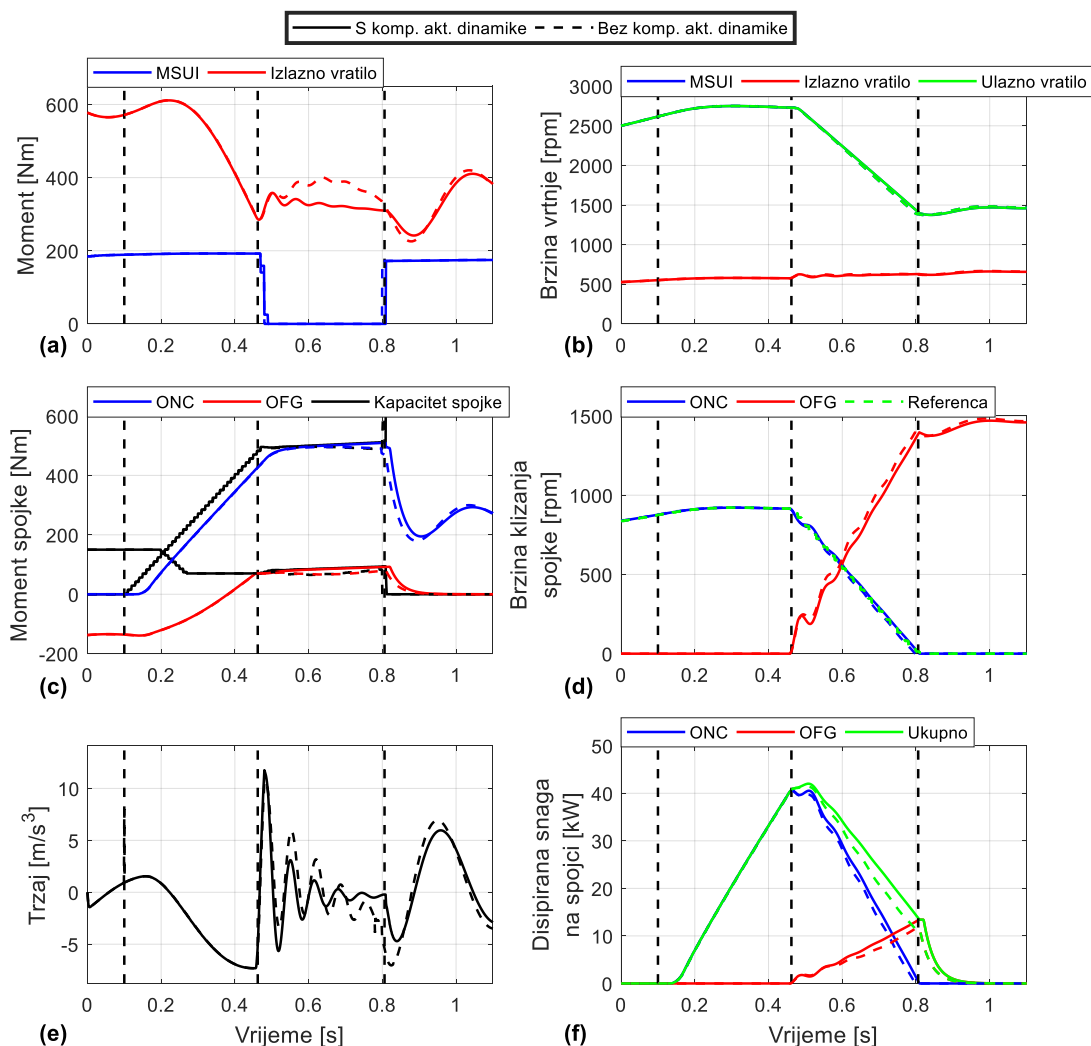 S komp. akt. dinamike Bez komp. akt. dinamike
MSUI Izlazno vratilo
Moment [Nm]
600
400
200
0
0 0.2 0.4 0.6 0.8 1
(a)
MSUI Izlazno vratilo Ulazno vratilo
Brzina vrtnje [rpm]
3000
2500
2000
1500
1000
500
0
0 0.2 0.4 0.6 0.8 1
(b)
ONC OFG Kapacitet spojke
Moment spojke [Nm]
600
400
200
0
-200
0 0.2 0.4 0.6 0.8 1
(c)
ONC OFG Referenca
Brzina klizanja
spojke [rpm]
1500
1000
500
0
0 0.2 0.4 0.6 0.8 1
(d)
Trzaj [m/s³]
10
5
0
-5
0 0.2 0.4 0.6 0.8 1
Vrijeme [s]
(e)
ONC OFG Ukupno
Disipirana snaga
na spojci [kW]
50
40
30
20
10
0
0 0.2 0.4 0.6 0.8 1
Vrijeme [s]
(f)